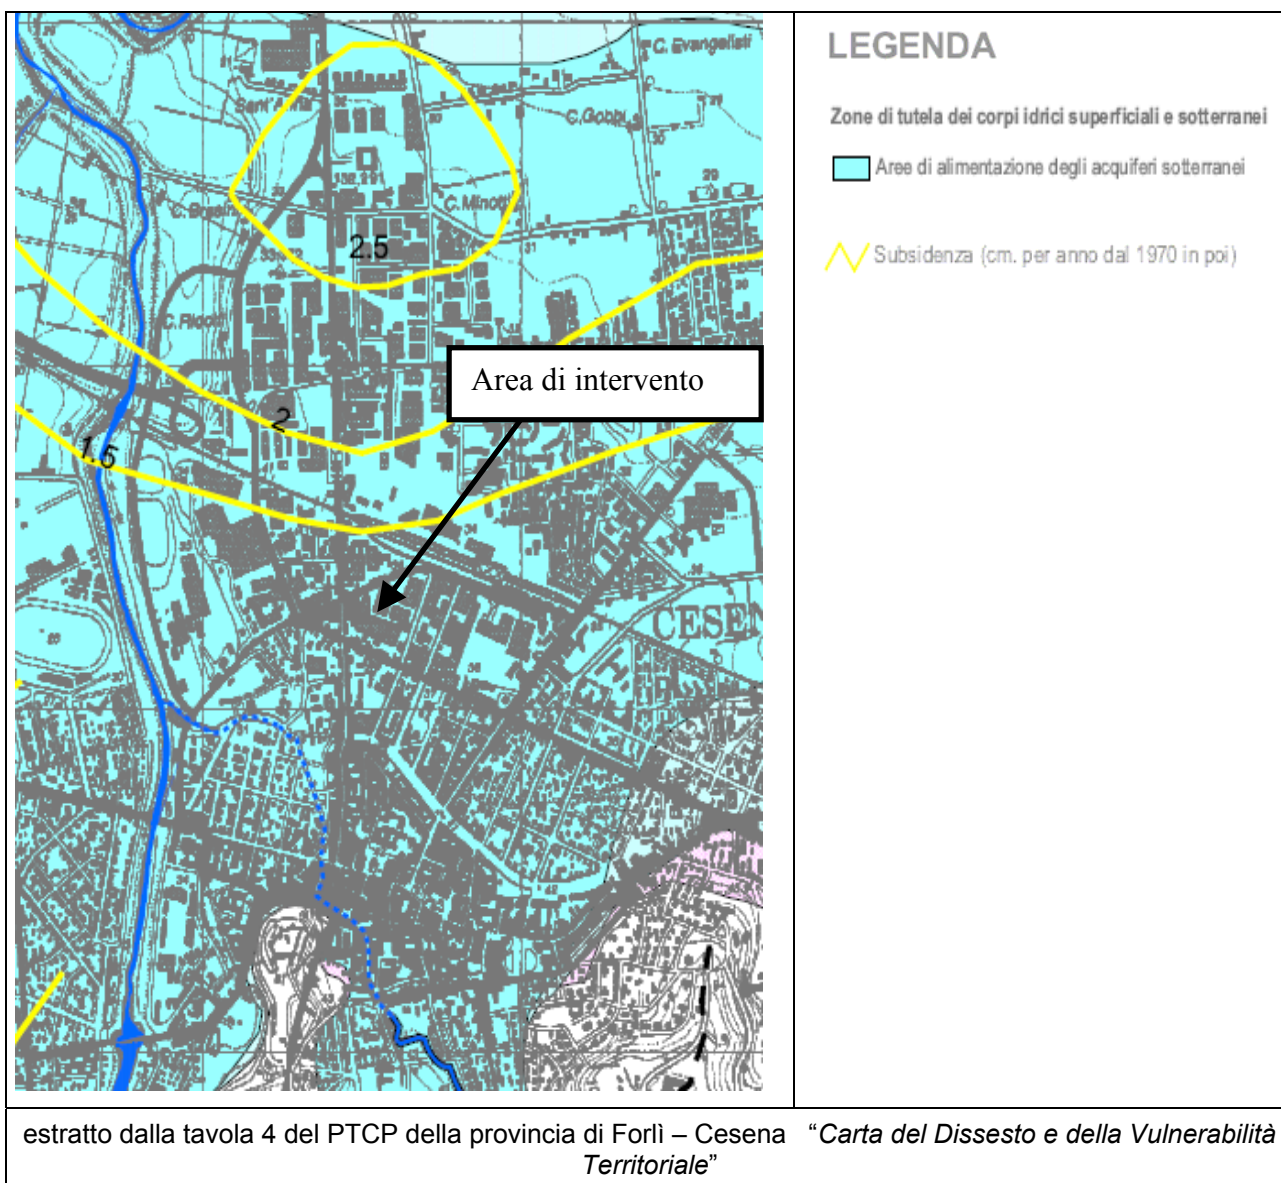 C. Evangelisti
Sant'Anna
C. Gobbi
C. Minotti
2.5
C. Ridolfi
Area di intervento
2
1.5
CESEN
LEGENDA
Zone di tutela dei corpi idrici superficiali e sotterranei
Aree di alimentazione degli acquiferi sotterranei
Subsidenza (cm. per anno dal 1970 in poi)
estratto dalla tavola 4 del PTCP della provincia di Forlì – Cesena “Carta del Dissesto e della Vulnerabilità
Territoriale”